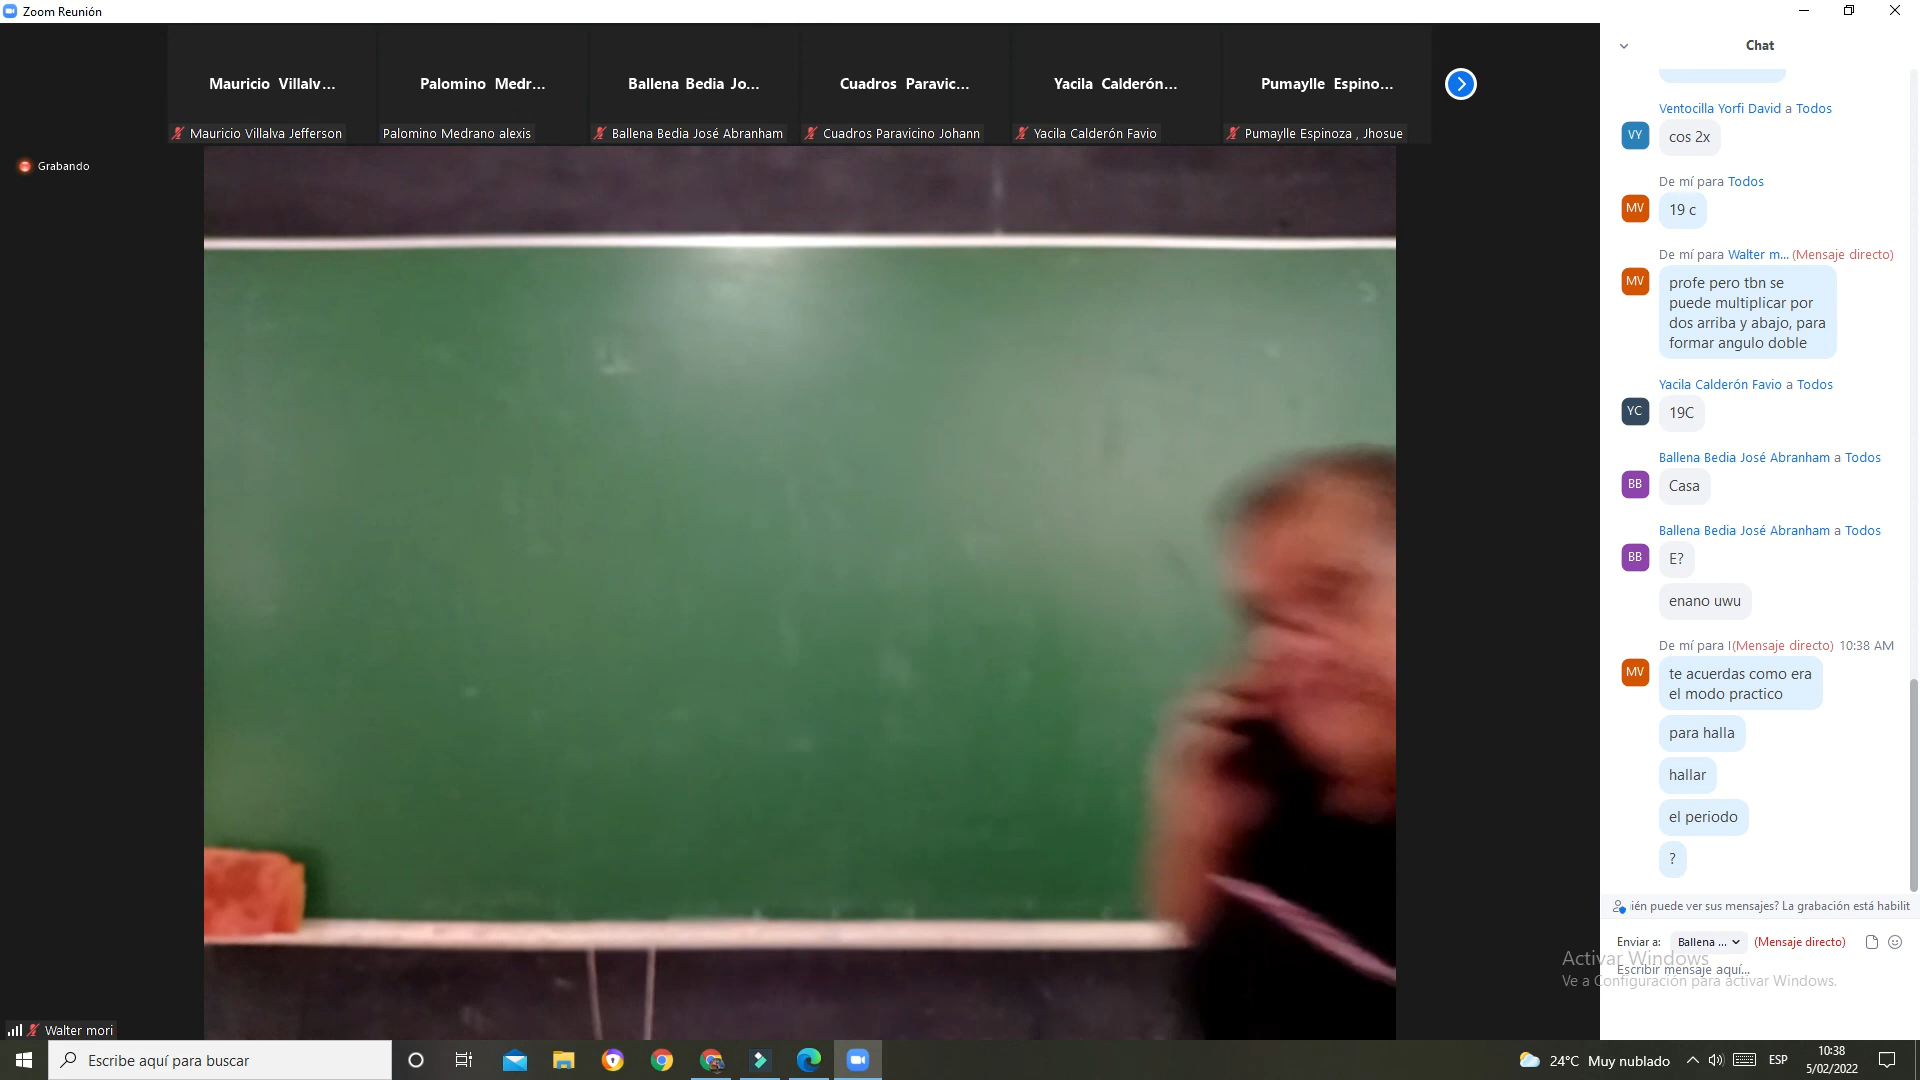 Zoom Reunión
Mauricio Villalv...
Palomino Medr...
Ballena Bedia Jo...
Cuadros Paravic...
Yacila Calderón...
Pumaylle Espino...
Mauricio Villalva Jefferson
Palomino Medrano alexis
Ballena Bedia José Abranham
Cuadros Paravicino Johann
Yacila Calderón Favio
Pumaylle Espinoza , Jhosue
Grabando
Walter mori
Chat
Ventocilla Yorfi David a Todos
VY
cos 2x
De mí para Todos
MV
19 c
De mí para Walter m... (Mensaje directo)
MV
profe pero tbn se
puede multiplicar por
dos arriba y abajo, para
formar angulo doble
Yacila Calderón Favio a Todos
YC
19C
Ballena Bedia José Abranham a Todos
BB
Casa
Ballena Bedia José Abranham a Todos
BB
E?
enano uwu
De mí para (Mensaje directo) 10:38 AM
MV
te acuerdas como era
el modo practico
para halla
hallar
el periodo
?
ién puede ver sus mensajes? La grabación está habilit
Enviar a: Ballena ... (Mensaje directo)
Escribir mensaje aquí...
Activar Windows
Ve a Configuración para activar Windows.
Escribe aquí para buscar
24°C Muy nublado
ESP
10:38
5/02/2022